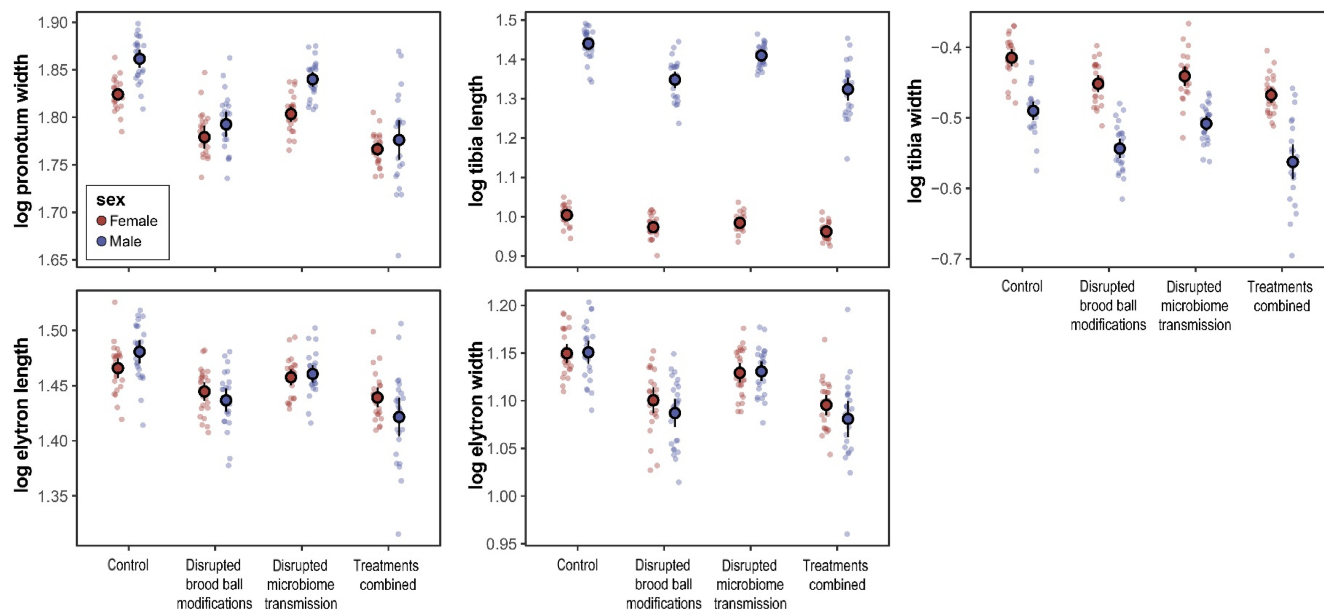 log pronotum width
1.90
1.85
1.80
1.75
1.70
1.65
sex
Female
Male
log tibia length
1.5
1.4
1.3
1.2
1.1
1.0
0.9
log tibia width
−0.4
−0.5
−0.6
−0.7
Control
Disrupted
brood ball
modifications
Disrupted
microbiome
transmission
Treatments
combined
log elytron length
1.50
1.45
1.40
1.35
Control
Disrupted
brood ball
modifications
Disrupted
microbiome
transmission
Treatments
combined
log elytron width
1.20
1.15
1.10
1.05
1.00
0.95
Control
Disrupted
brood ball
modifications
Disrupted
microbiome
transmission
Treatments
combined